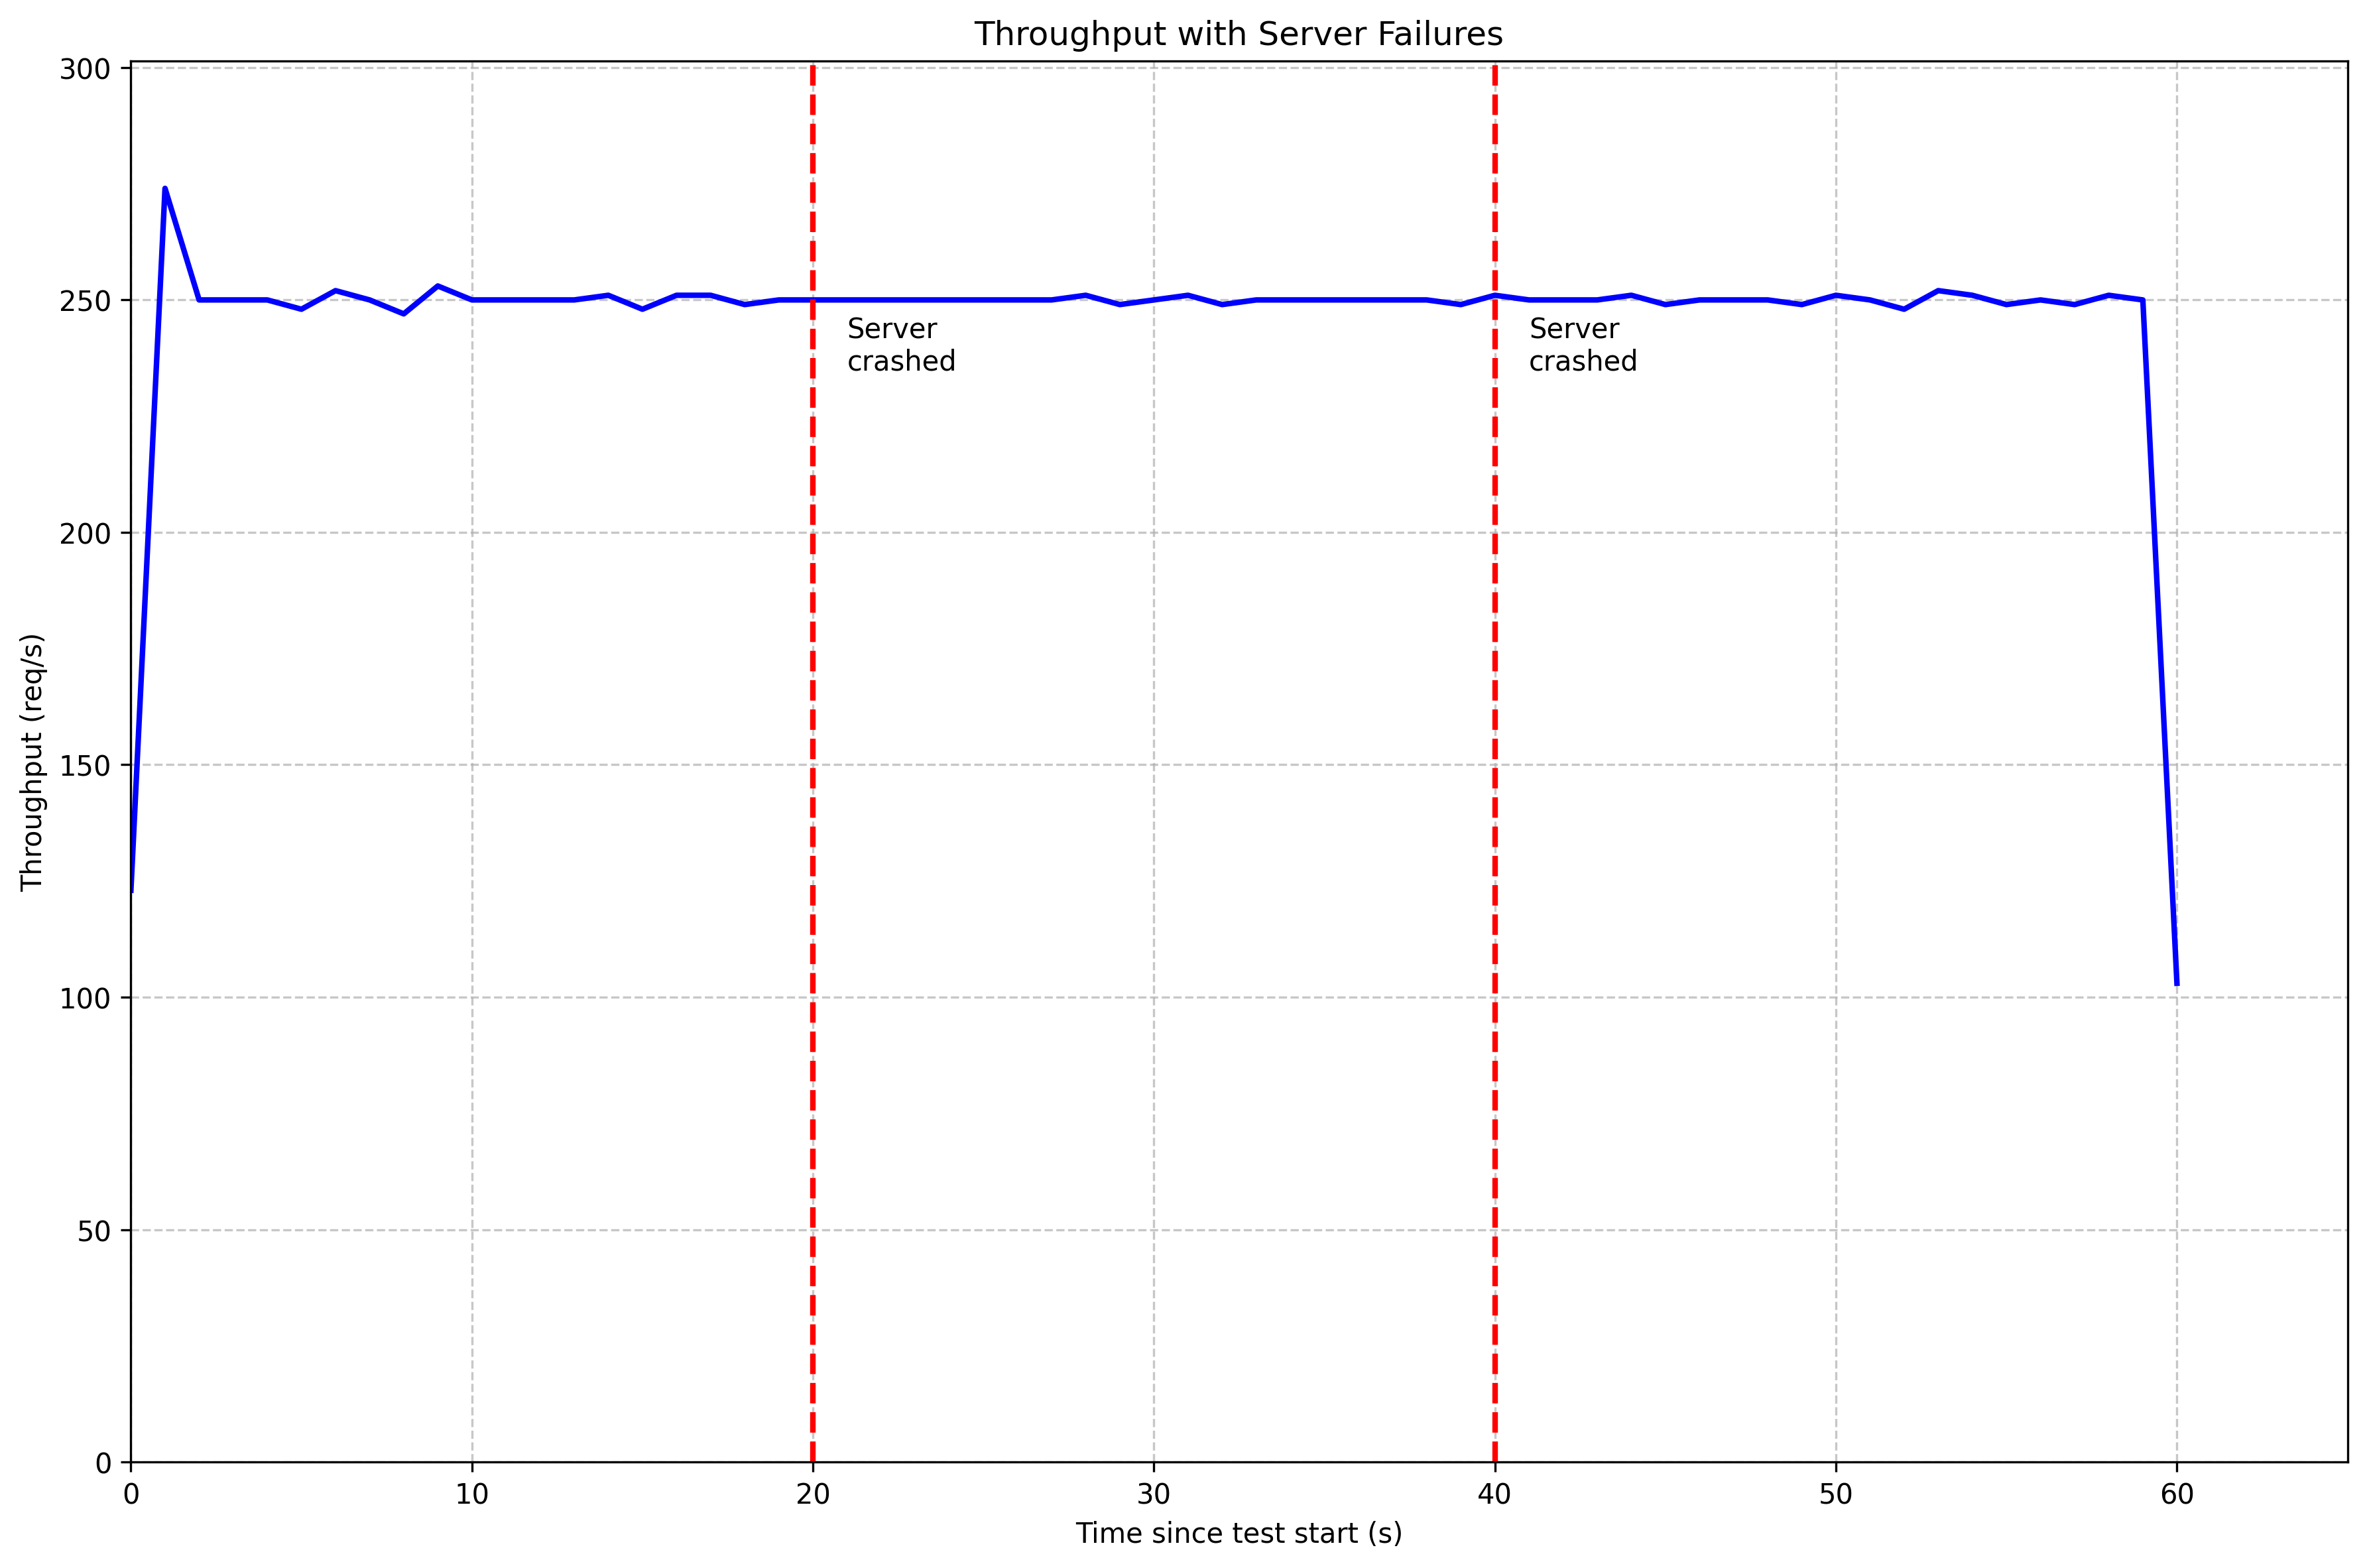 Throughput with Server Failures
300
250
200
150
100
50
0
Throughput (req/s)
Server
crashed
Server
crashed
0
10
20
30
40
50
60
Time since test start (s)